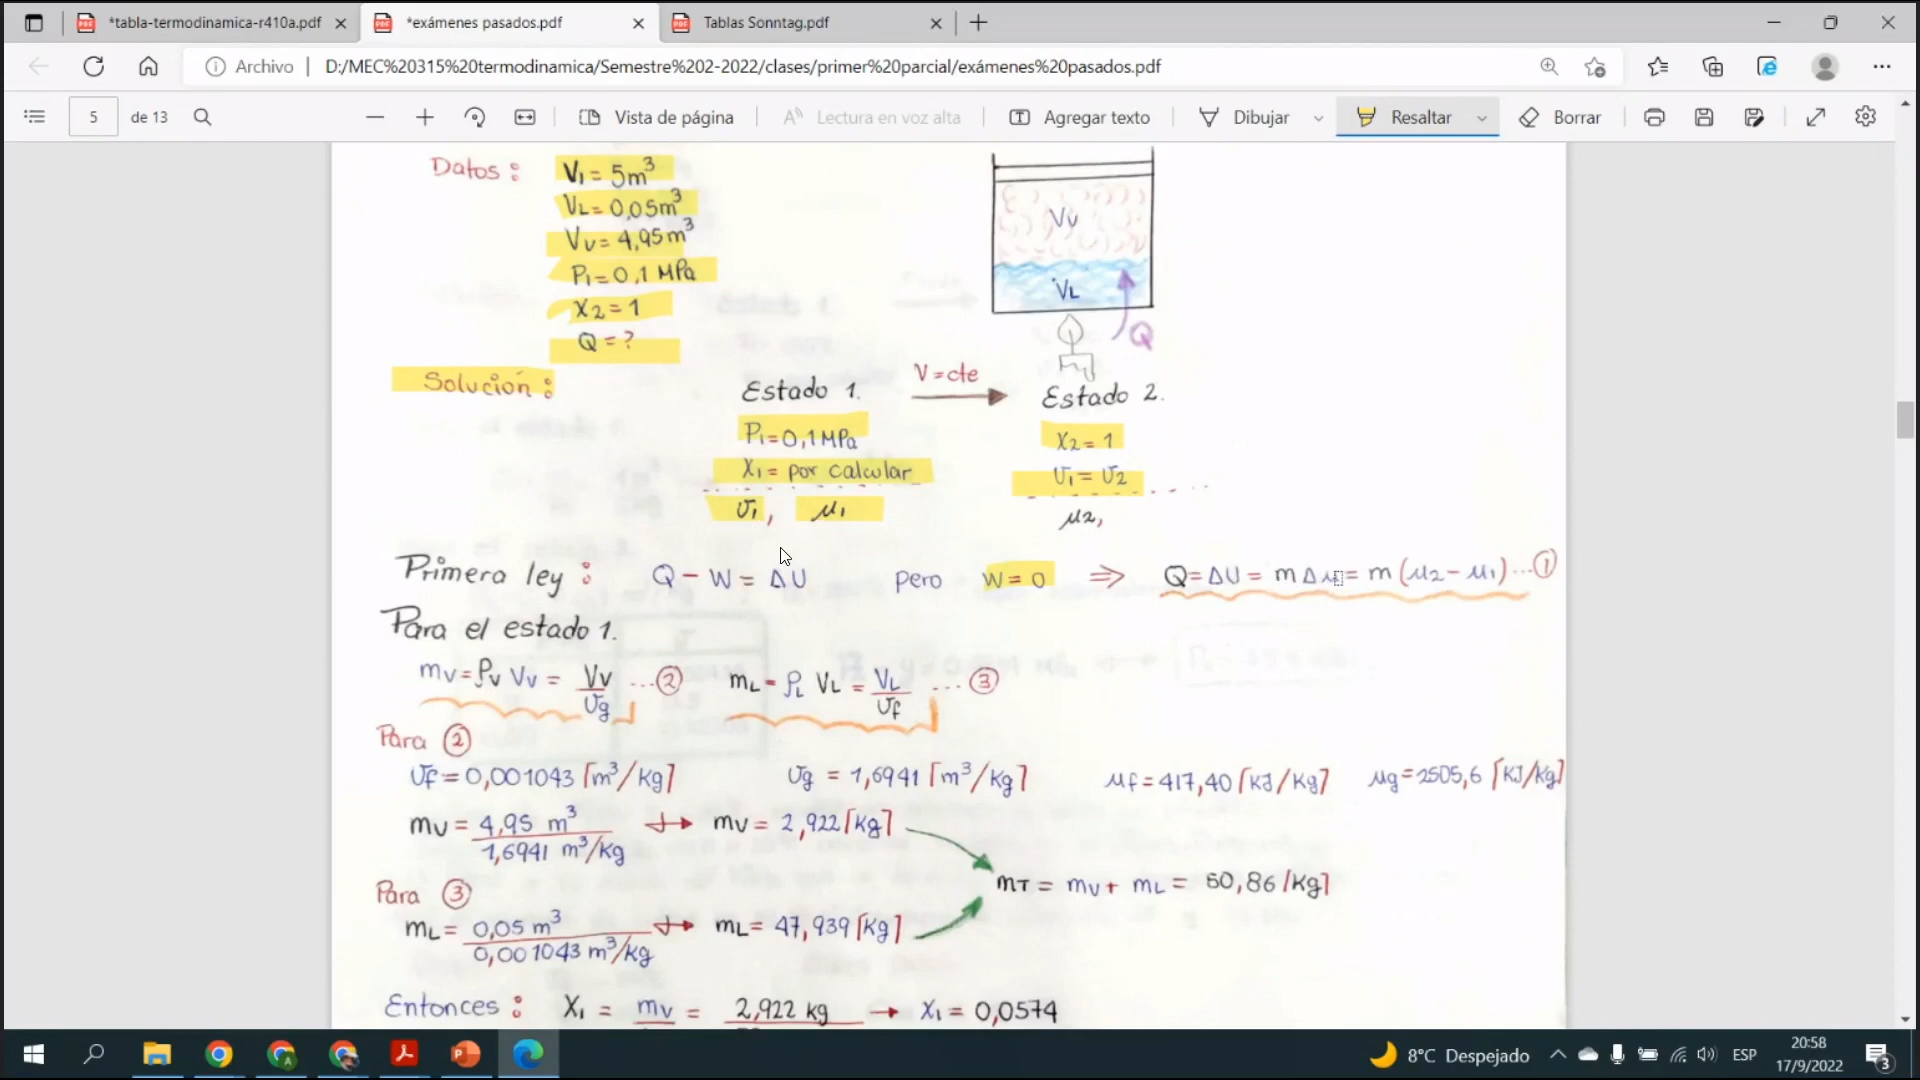 *tabla-termodinamica-r410a.pdf
*exámenes pasados.pdf
Tablas Sonntag.pdf
Archivo | D:/MEC%20315%20termodinamica/Semestre%202-2022/clases/primer%20parcial/exámenes%20pasados.pdf
5 de 13
Vista de página
Lectura en voz alta
Agregar texto
Dibujar
Resaltar
Borrar
Datos: V₁ = 5m³
VL = 0,05m³
Vv = 4,95m³
P₁ = 0,1 MPa
X₂ = 1
Q = ?
Vv
VL
Q
Solución:
Estado 1.
V = cte
Estado 2.
P₁ = 0,1 MPa
X₂ = 1
X₁ = por calcular
υ₁ = υ₂
υ₁, μ₁
μ₂,
Primera ley: Q - W = ΔU pero W = 0 ⇒ Q = ΔU = m Δμ = m (μ₂ - μ₁) ...①
Para el estado 1.
mv = ρv Vv = Vv/υg ...② mL = ρL VL = VL/υf ...③
Para ②
υf = 0,001043 [m³/kg] υg = 1,6941 [m³/kg] μf = 417,40 [kJ/kg] μg = 2505,6 [KJ/kg]
mv = 4,95 m³ / 1,6941 m³/kg → mv = 2,922 [kg]
mT = mv + mL = 50,86 [kg]
Para ③
mL = 0,05 m³ / 0,001043 m³/kg → mL = 47,939 [kg]
Entonces: X₁ = mv = 2,922 kg → X₁ = 0,0574
8°C Despejado
ESP
20:58
17/9/2022
3